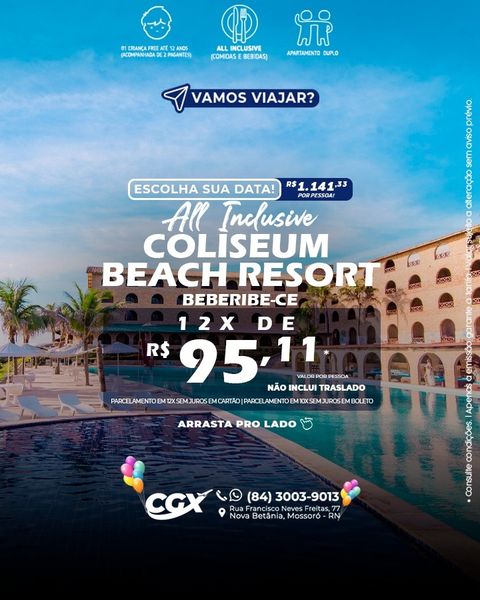 01 CRIANÇA FREE ATÉ 12 ANOS
(ACOMPANHADA DE 2 PAGANTES)
ALL INCLUSIVE
(COMIDAS E BEBIDAS)
APARTAMENTO DUPLO
VAMOS VIAJAR?
ESCOLHA SUA DATA!
R$ 1.141,33
POR PESSOA!
All Inclusive
COLISEUM
BEACH RESORT
BEBERIBE-CE
12X DE
R$ 95,11*
VALOR POR PESSOA
NÃO INCLUI TRASLADO
PARCELAMENTO EM 12X SEM JUROS EM CARTÃO | PARCELAMENTO EM 10X SEM JUROS EM BOLETO
ARRASTA PRO LADO
CGX
(84) 3003-9013
Rua Francisco Neves Freitas, 77
Nova Betânia, Mossoró - RN
* Consulte condições. | Apenas a emissão garante a tarifa. Valor sujeito a alteração sem aviso prévio.